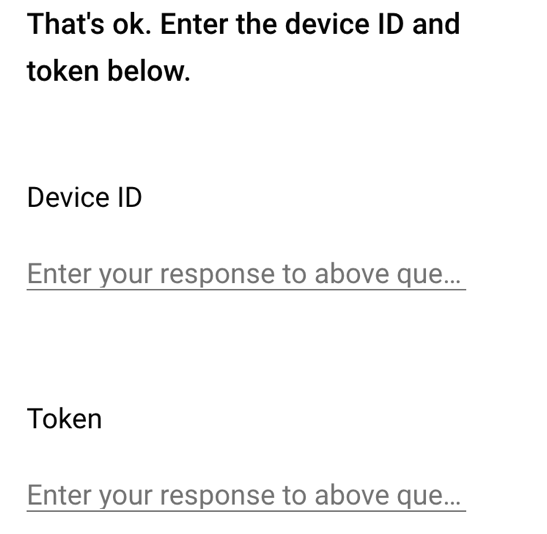 That's ok. Enter the device ID and
token below.
Device ID
Enter your response to above que...
Token
Enter your response to above que...